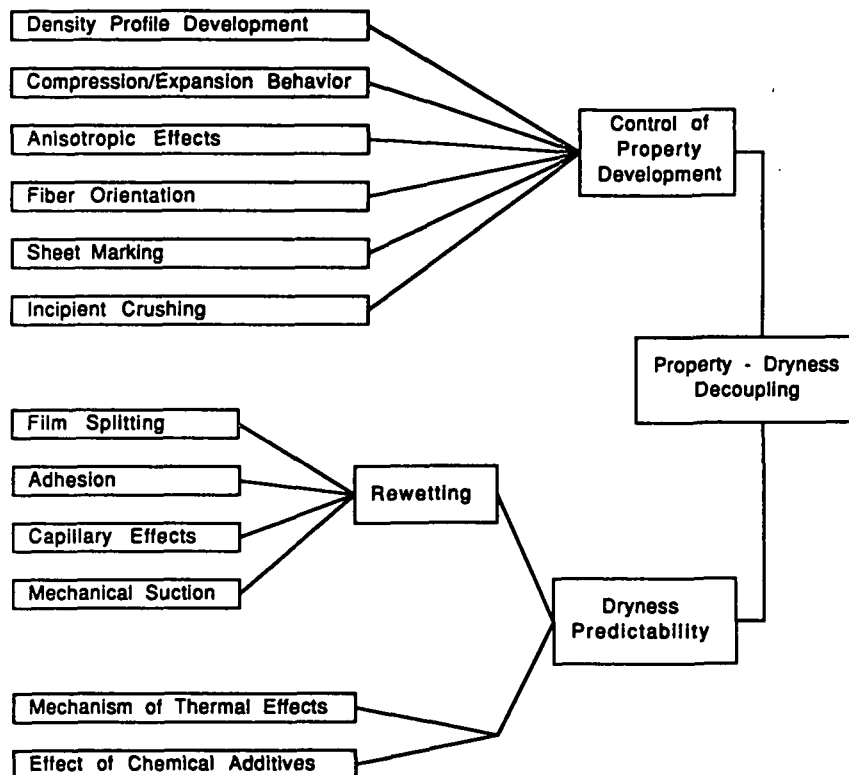 Density Profile Development
Compression/Expansion Behavior
Anisotropic Effects
Fiber Orientation
Sheet Marking
Incipient Crushing
Control of
Property
Development
Property - Dryness
Decoupling
Film Splitting
Adhesion
Capillary Effects
Mechanical Suction
Rewetting
Dryness
Predictability
Mechanism of Thermal Effects
Effect of Chemical Additives